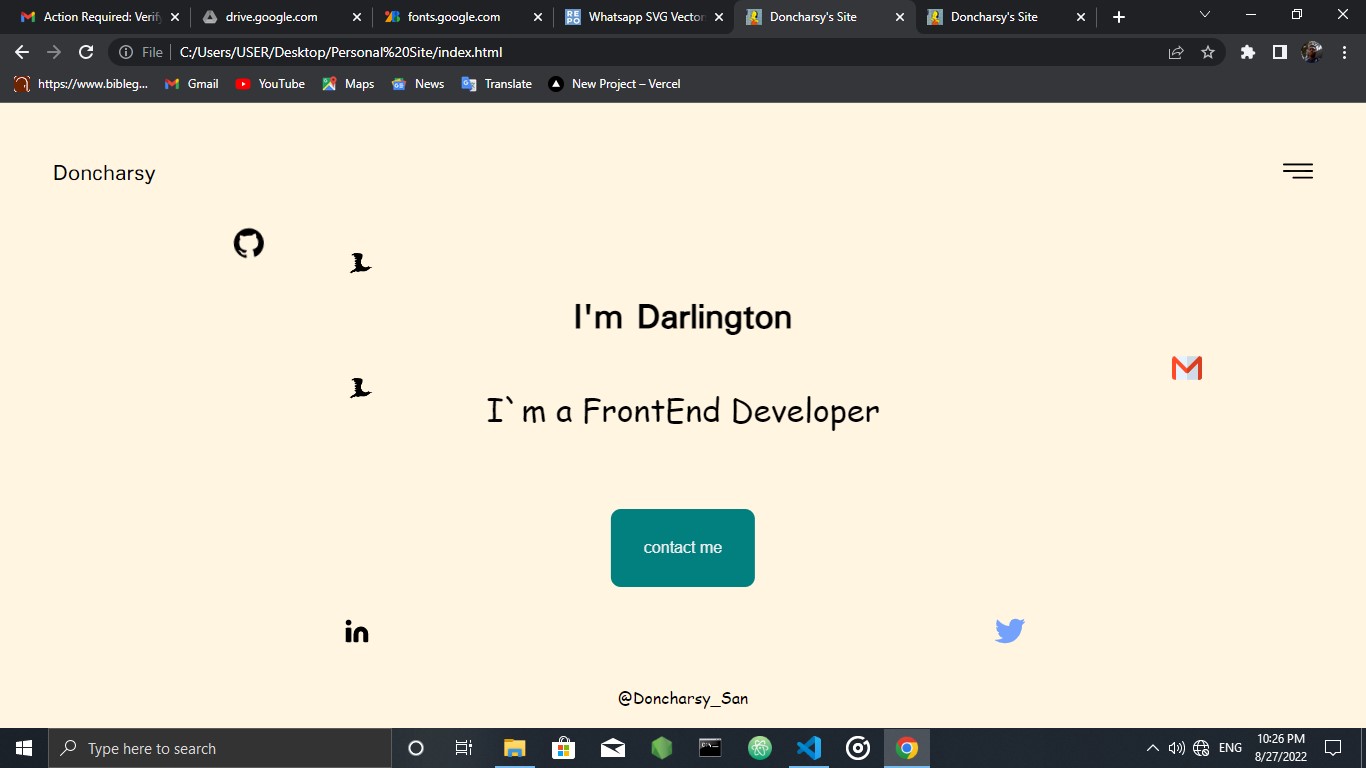 Action Required: Verify
drive.google.com
fonts.google.com
Whatsapp SVG Vector
Doncharsy's Site
Doncharsy's Site
File
C:/Users/USER/Desktop/Personal%20Site/index.html
https://www.bibleg...
Gmail
YouTube
Maps
News
Translate
New Project – Vercel
Doncharsy
I'm Darlington
I`m a FrontEnd Developer
contact me
in
@Doncharsy_San
Type here to search
ENG
10:26 PM
8/27/2022